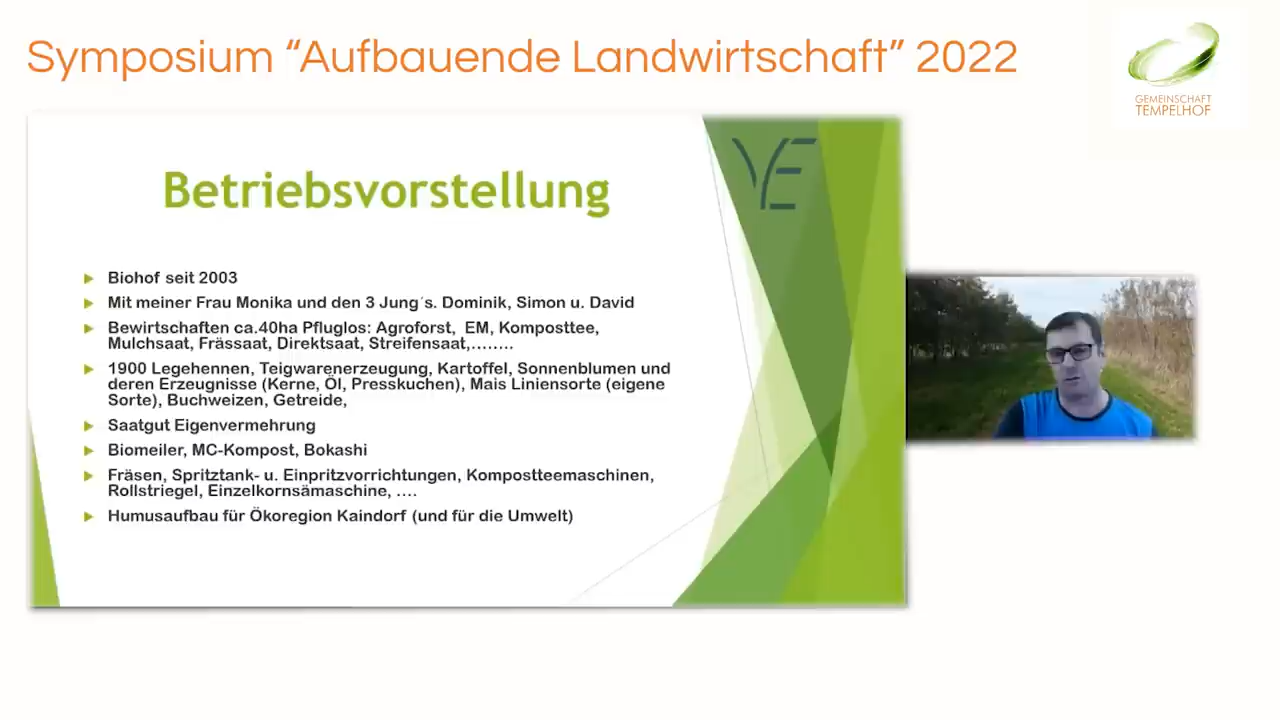 Symposium “Aufbauende Landwirtschaft” 2022
GEMEINSCHAFT
TEMPELHOF
YE
Betriebsvorstellung
Biohof seit 2003
Mit meiner Frau Monika und den 3 Jung´s. Dominik, Simon u. David
Bewirtschaften ca.40ha Pfluglos: Agroforst, EM, Komposttee,
Mulchsaat, Frässaat, Direktsaat, Streifensaat,........
1900 Legehennen, Teigwarenerzeugung, Kartoffel, Sonnenblumen und
deren Erzeugnisse (Kerne, Öl, Presskuchen), Mais Liniensorte (eigene
Sorte), Buchweizen, Getreide,
Saatgut Eigenvermehrung
Biomeiler, MC-Kompost, Bokashi
Fräsen, Spritztank- u. Einpritzvorrichtungen, Kompostteemaschinen,
Rollstriegel, Einzelkornsämaschine, ....
Humusaufbau für Ökoregion Kaindorf (und für die Umwelt)